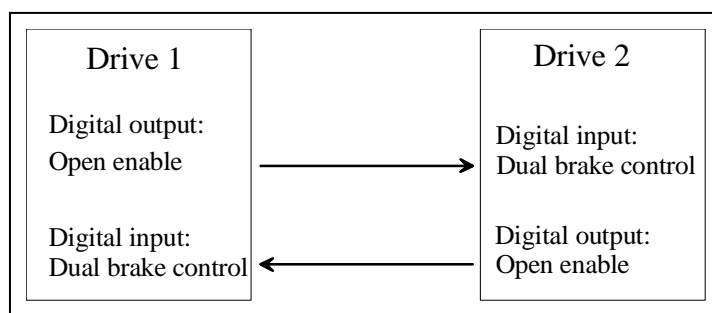 Drive 1
Digital output:
Open enable
Digital input:
Dual brake control
Drive 2
Digital input:
Dual brake control
Digital output:
Open enable